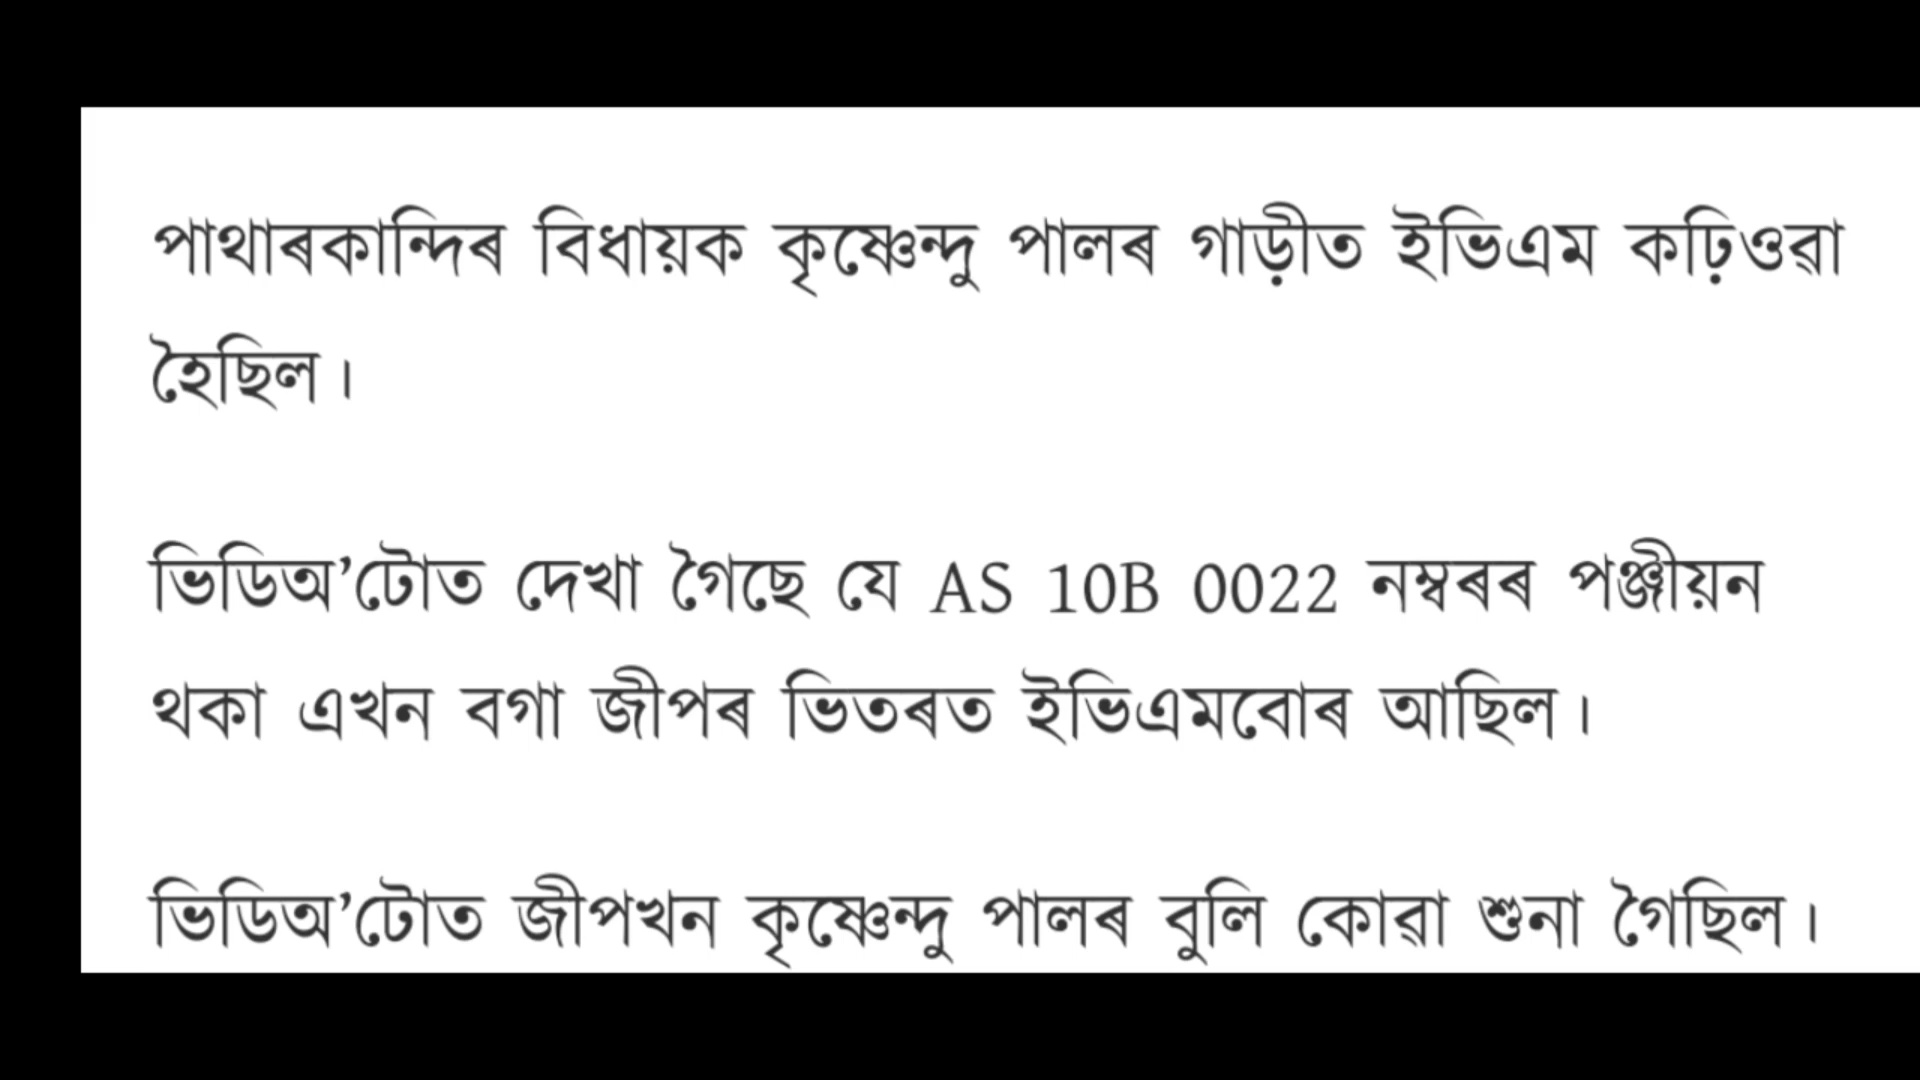 পাথাৰকান্দিৰ বিধায়ক কৃষ্ণেন্দু পালৰ গাড়ীত ইভিএম কঢ়িওৱা
হৈছিল।
ভিডিঅ’টোত দেখা গৈছে যে AS 10B 0022 নম্বৰৰ পঞ্জীয়ন
থকা এখন বগা জীপৰ ভিতৰত ইভিএমবোৰ আছিল।
ভিডিঅ’টোত জীপখন কৃষ্ণেন্দু পালৰ বুলি কোৱা শুনা গৈছিল।